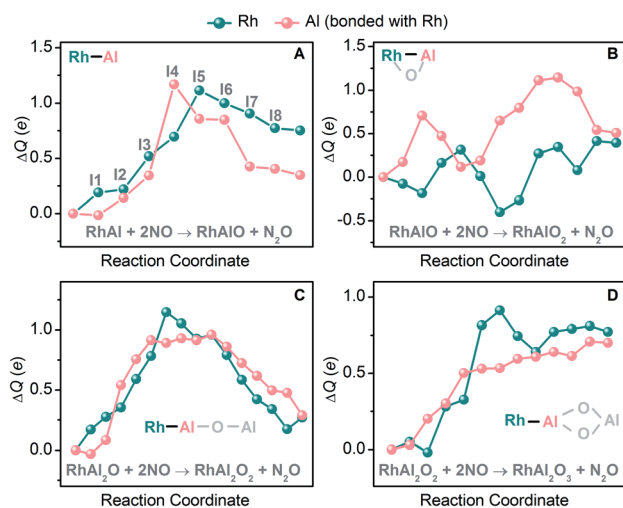 Rh Al (bonded with Rh)
A
Rh Al
1.5
1.0
0.5
0.0
ΔQ (e)
I1 I2 I3 I4 I5 I6 I7 I8
RhAl + 2NO → RhAlO + N₂O
Reaction Coordinate
B
Rh Al
O
1.5
1.0
0.5
0.0
-0.5
ΔQ (e)
RhAlO + 2NO → RhAlO₂ + N₂O
Reaction Coordinate
C
1.0
0.5
0.0
ΔQ (e)
Rh Al O Al
RhAl₂O + 2NO → RhAl₂O₂ + N₂O
Reaction Coordinate
D
1.0
0.5
0.0
ΔQ (e)
O
Rh Al Al
O
RhAl₂O₂ + 2NO → RhAl₂O₃ + N₂O
Reaction Coordinate